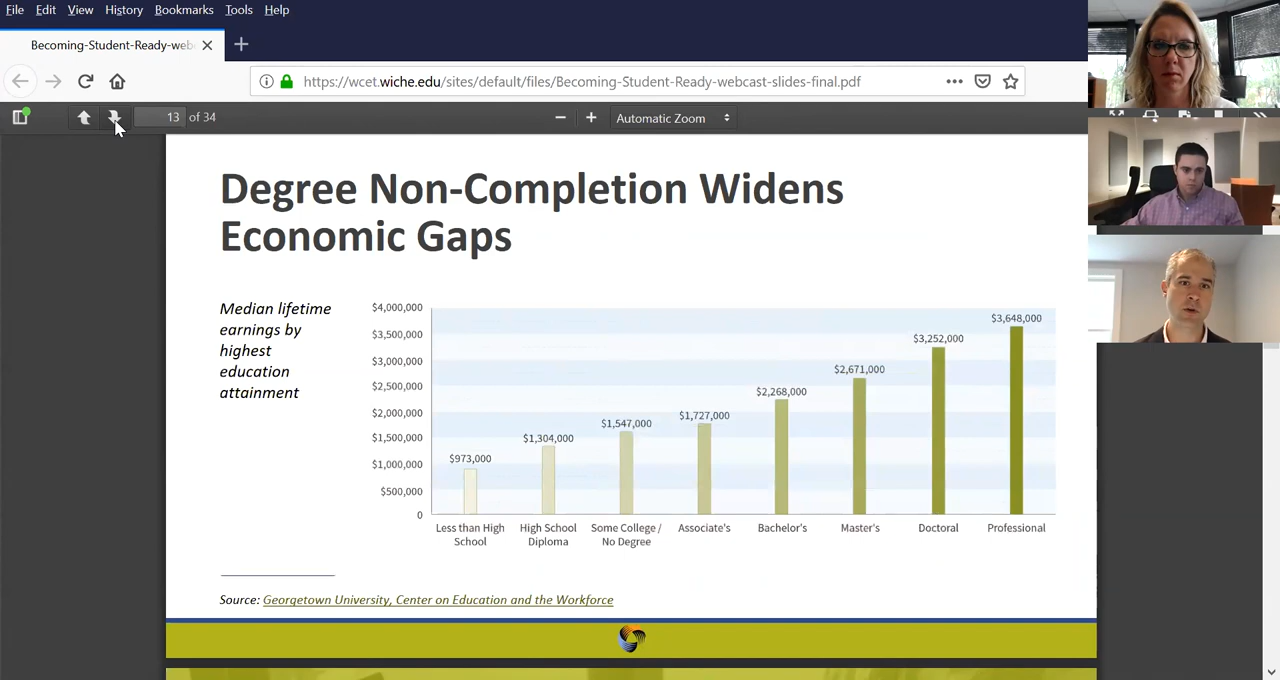 File Edit View History Bookmarks Tools Help
Becoming-Student-Ready-web
https://wcet.wiche.edu/sites/default/files/Becoming-Student-Ready-webcast-slides-final.pdf
13 of 34
Automatic Zoom
Degree Non-Completion Widens
Economic Gaps
Median lifetime
earnings by
highest
education
attainment
$4,000,000
$3,500,000
$3,000,000
$2,500,000
$2,000,000
$1,500,000
$1,000,000
$500,000
0
$973,000
$1,304,000
$1,547,000
$1,727,000
$2,268,000
$2,671,000
$3,252,000
$3,648,000
Less than High
School
High School
Diploma
Some College /
No Degree
Associate's
Bachelor's
Master's
Doctoral
Professional
Source: Georgetown University, Center on Education and the Workforce